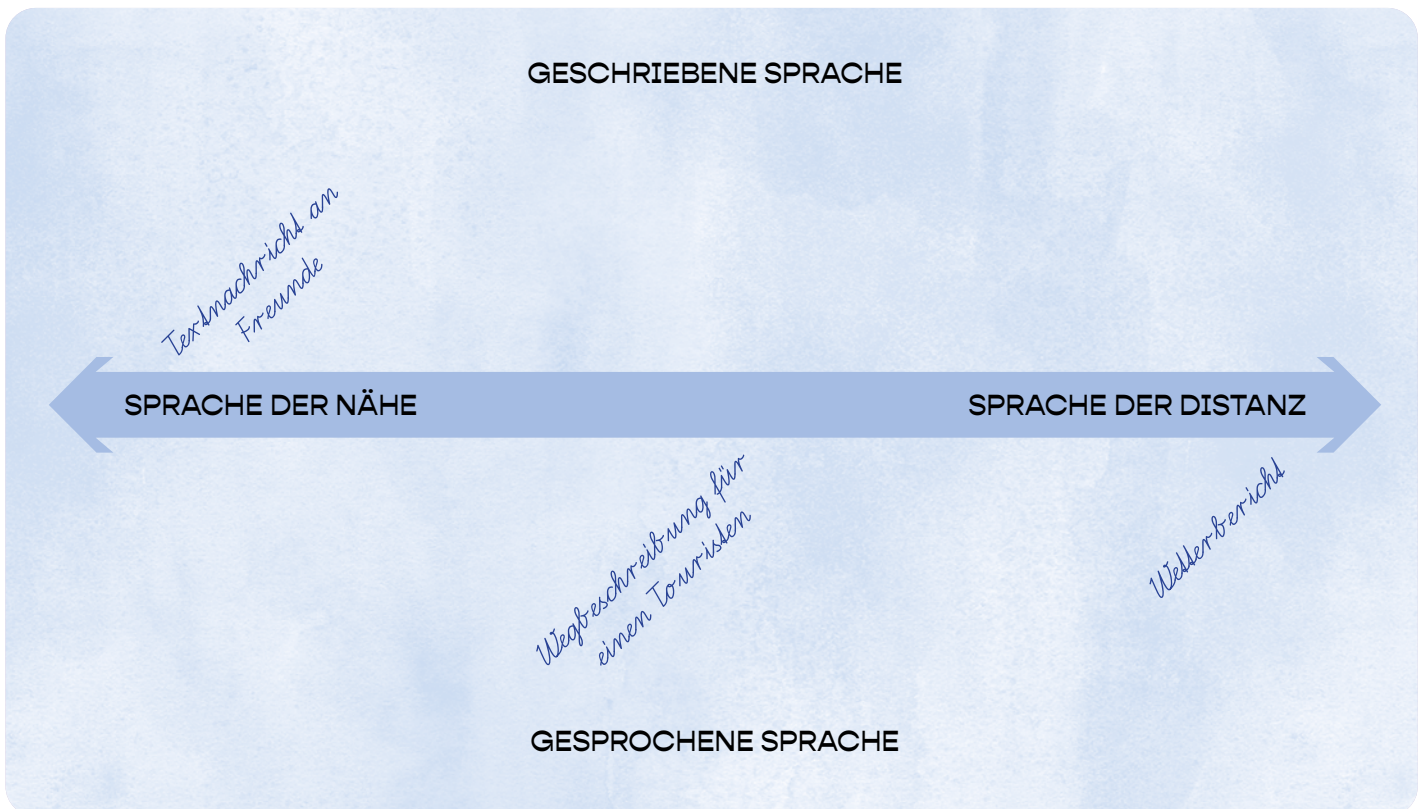 GESCHRIEBENE SPRACHE
Textnachricht an
Freunde
SPRACHE DER NÄHE
SPRACHE DER DISTANZ
Wegbeschreibung für
einen Touristen
Wetterbericht
GESPROCHENE SPRACHE